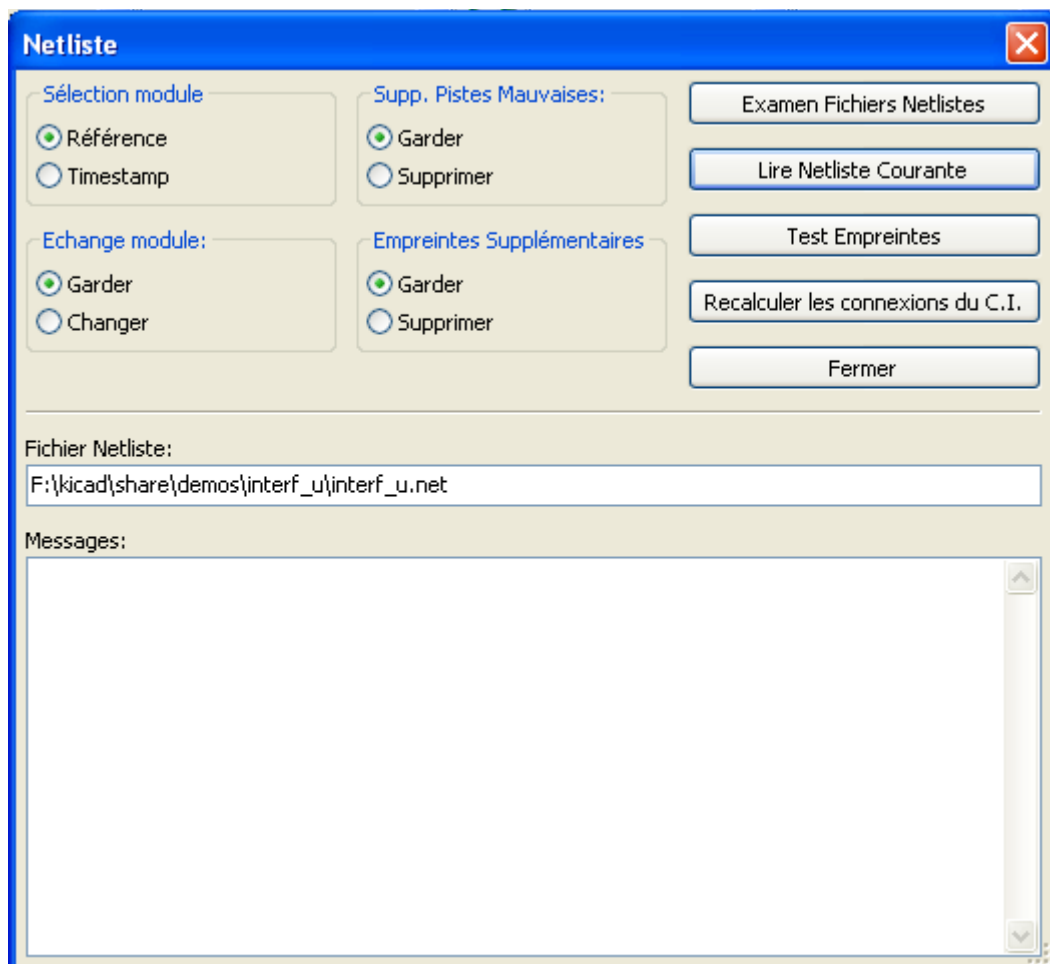 Netliste
Sélection module
Référence
Timestamp
Supp. Pistes Mauvaises:
Garder
Supprimer
Echange module:
Garder
Changer
Empreintes Supplémentaires
Garder
Supprimer
Examen Fichiers Netlistes
Lire Netliste Courante
Test Empreintes
Recalculer les connexions du C.I.
Fermer
Fichier Netliste:
F:\kicad\share\demos\interf_u\interf_u.net
Messages: